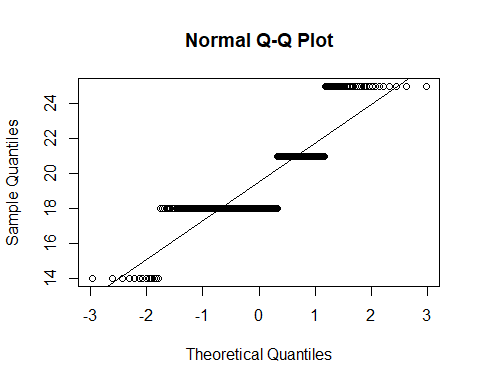 Normal Q-Q Plot
Sample Quantiles
24
22
20
18
16
14
-3 -2 -1 0 1 2 3
Theoretical Quantiles